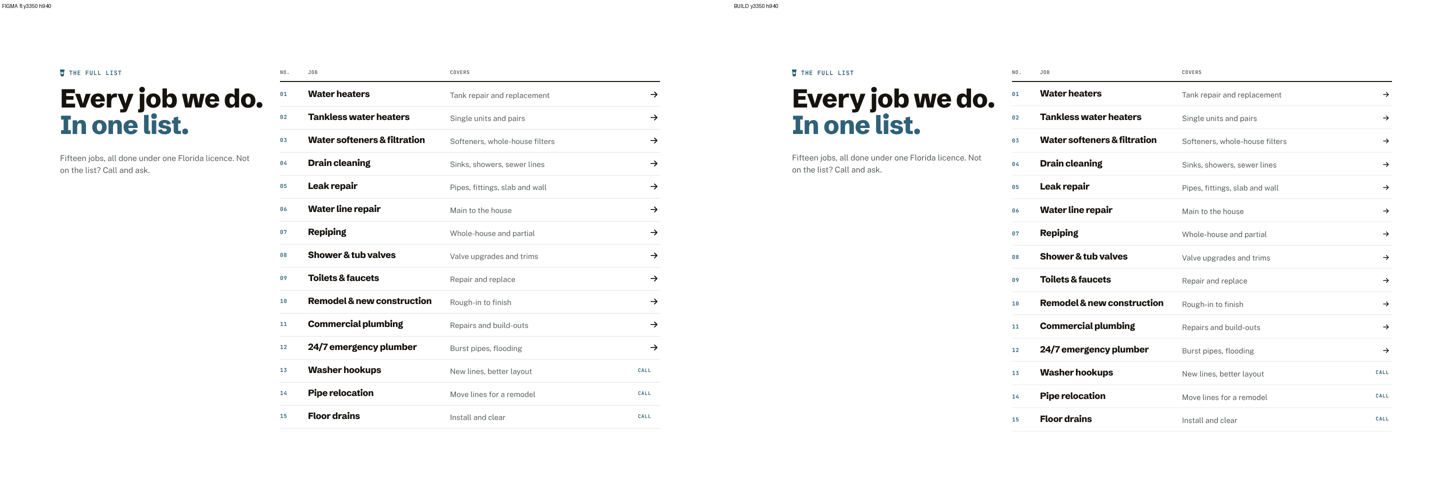 FIGMA fl y3350 h940
BUILD y3350 h940
THE FULL LIST
Every job we do.
In one list.
Fifteen jobs, all done under one Florida licence. Not
on the list? Call and ask.
NO. JOB COVERS
01 Water heaters Tank repair and replacement →
02 Tankless water heaters Single units and pairs →
03 Water softeners & filtration Softeners, whole-house filters →
04 Drain cleaning Sinks, showers, sewer lines →
05 Leak repair Pipes, fittings, slab and wall →
06 Water line repair Main to the house →
07 Repiping Whole-house and partial →
08 Shower & tub valves Valve upgrades and trims →
09 Toilets & faucets Repair and replace →
10 Remodel & new construction Rough-in to finish →
11 Commercial plumbing Repairs and build-outs →
12 24/7 emergency plumber Burst pipes, flooding →
13 Washer hookups New lines, better layout CALL
14 Pipe relocation Move lines for a remodel CALL
15 Floor drains Install and clear CALL
THE FULL LIST
Every job we do.
In one list.
Fifteen jobs, all done under one Florida licence. Not
on the list? Call and ask.
NO. JOB COVERS
01 Water heaters Tank repair and replacement →
02 Tankless water heaters Single units and pairs →
03 Water softeners & filtration Softeners, whole-house filters →
04 Drain cleaning Sinks, showers, sewer lines →
05 Leak repair Pipes, fittings, slab and wall →
06 Water line repair Main to the house →
07 Repiping Whole-house and partial →
08 Shower & tub valves Valve upgrades and trims →
09 Toilets & faucets Repair and replace →
10 Remodel & new construction Rough-in to finish →
11 Commercial plumbing Repairs and build-outs →
12 24/7 emergency plumber Burst pipes, flooding →
13 Washer hookups New lines, better layout CALL
14 Pipe relocation Move lines for a remodel CALL
15 Floor drains Install and clear CALL